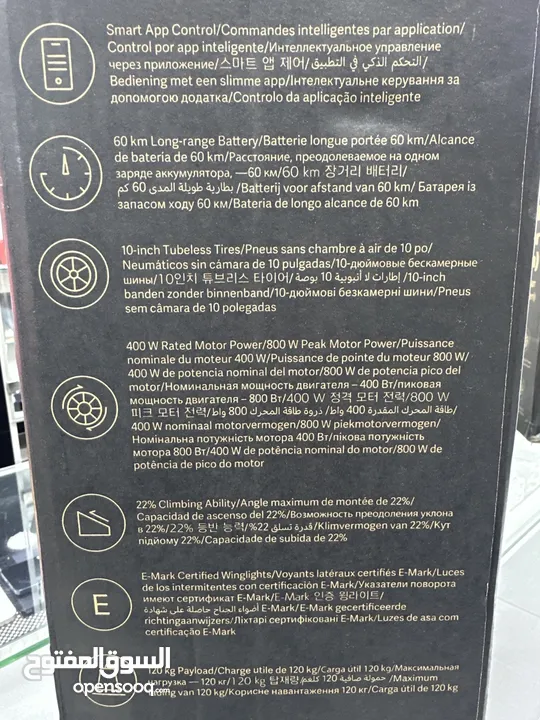 Smart App Control/Commandes intelligentes par application/
Control por app inteligente/Интеллектуальное управление
через приложение/스마트 앱 제어/التحكم الذكي في التطبيق/
Bediening met een slimme app/Інтелектуальне керування за
допомогою додатка/Controlo da aplicação inteligente
60 km Long-range Battery/Batterie longue portée 60 km/Alcance
de batería de 60 km/Расстояние, преодолеваемое на одном
заряде аккумулятора, —60 км/60 km 장거리 배터리/
بطارية طويلة المدى 60 كم/Batterij voor afstand van 60 km/ Батарея із
запасом ходу 60 км/Bateria de longo alcance de 60 km
10-inch Tubeless Tires/Pneus sans chambre à air de 10 po/
Neumáticos sin cámara de 10 pulgadas/10-дюймовые бескамерные
шины/10인치 튜브리스 타이어/إطارات لا أنبوبية 10 بوصة/10-inch
banden zonder binnenband/10-дюймові безкамерні шини/Pneus
sem câmara de 10 polegadas
400 W Rated Motor Power/800 W Peak Motor Power/Puissance
nominale du moteur 400 W/Puissance de pointe du moteur 800 W/
400 W de potencia nominal del motor/800 W de potencia pico del
motor/Номинальная мощность двигателя – 400 Вт/пиковая
мощность двигателя – 800 Вт/400 W 정격 모터 전력/800 W
피크 모터 전력/طاقة المحرك المقدرة 400 واط/ذروة طاقة المحرك 800 واط/
400 W nominaal motorvermogen/800 W piekmotorvermogen/
Номінальна потужність мотора 400 Вт/пікова потужність
мотора 800 Вт/400 W de potência nominal do motor/800 W de
potência de pico do motor
22% Climbing Ability/Angle maximum de montée de 22%/
Capacidad de ascenso del 22%/Возможность преодоления уклона
в 22%/22% 등반 능력/قدرة تسلق 22%/Klimvermogen van 22%/Кут
підйому 22%/Capacidade de subida de 22%
E
E-Mark Certified Winglights/Voyants latéraux certifiés E-Mark/Luces
de los intermitentes con certificación E-Mark/Указатели поворота
имеют сертификат E-Mark/E-Mark 인증 윙라이트/
أضواء الجناح حاصلة على شهادة E-Mark/E-Mark gecertificeerde
richtingaanwijzers/Ліхтарі сертифіковані E-Mark/Luzes de asa com
certificação E-Mark
120 kg Payload/Charge utile de 120 kg/Carga útil 120 kg/Максимальная
нагрузка — 120 кг/120 kg 탑재량/حمولة صافية 120 كلغم/Maximum
van 120 kg/Корисне навантаження 120 кг/Carga útil de 120 kg
السوق المفتوح
opensooq.com